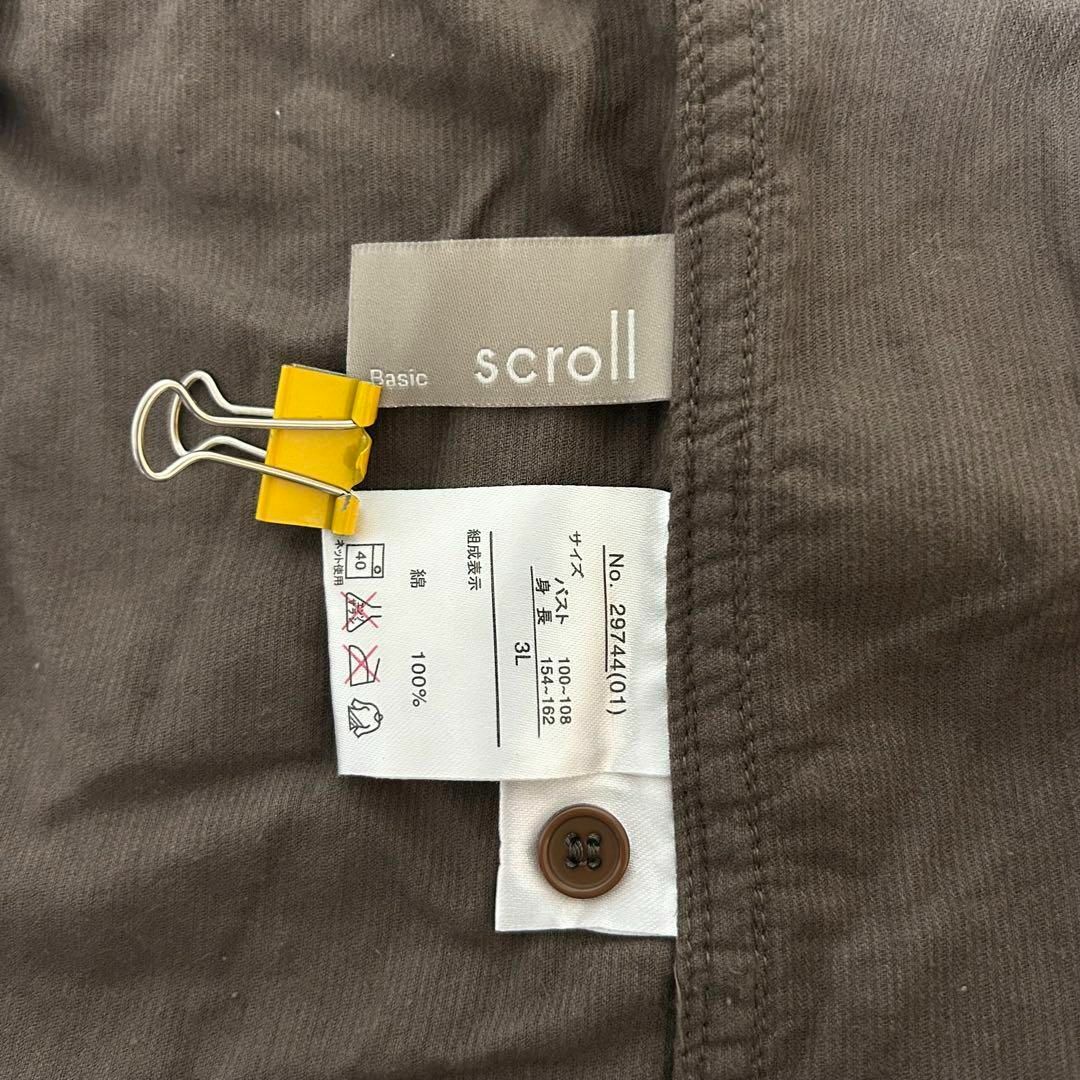 Basic
scroll
No. 29744(01)
サイズ
バスト 100~108
身長 154~162
3L
組成表示
綿 100%
40
ネット使用